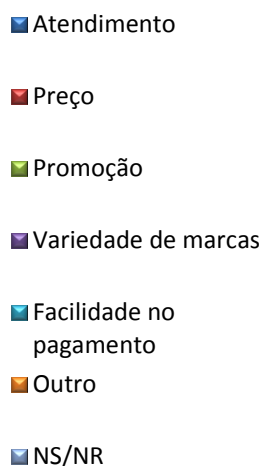 Atendimento
Preço
Promoção
Variedade de marcas
Facilidade no
pagamento
Outro
NS/NR